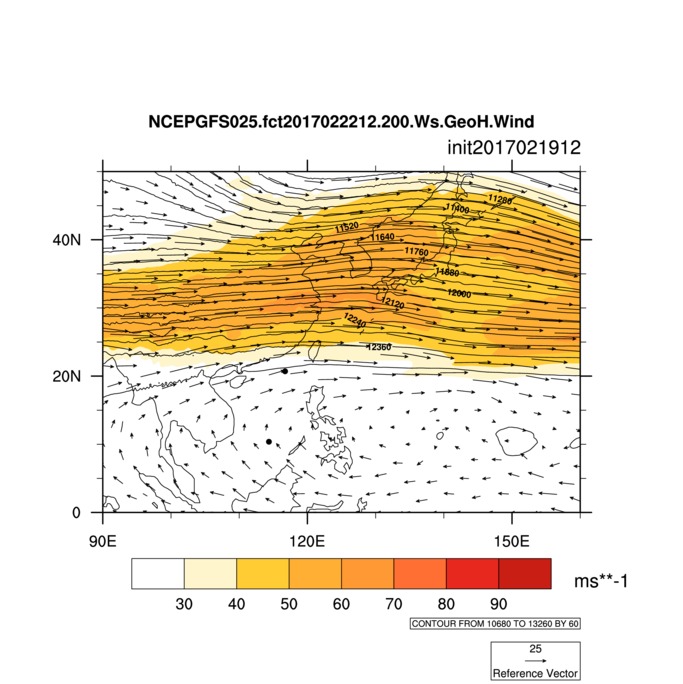 NCEPGFS025.fct2017022212.200.Ws.GeoH.Wind
init2017021912
11280
11400
11520
11640
40N
11760
11880
12000
12120
12240
12360
20N
0
90E 120E 150E
ms**-1
30 40 50 60 70 80 90
CONTOUR FROM 10680 TO 13260 BY 60
25
Reference Vector